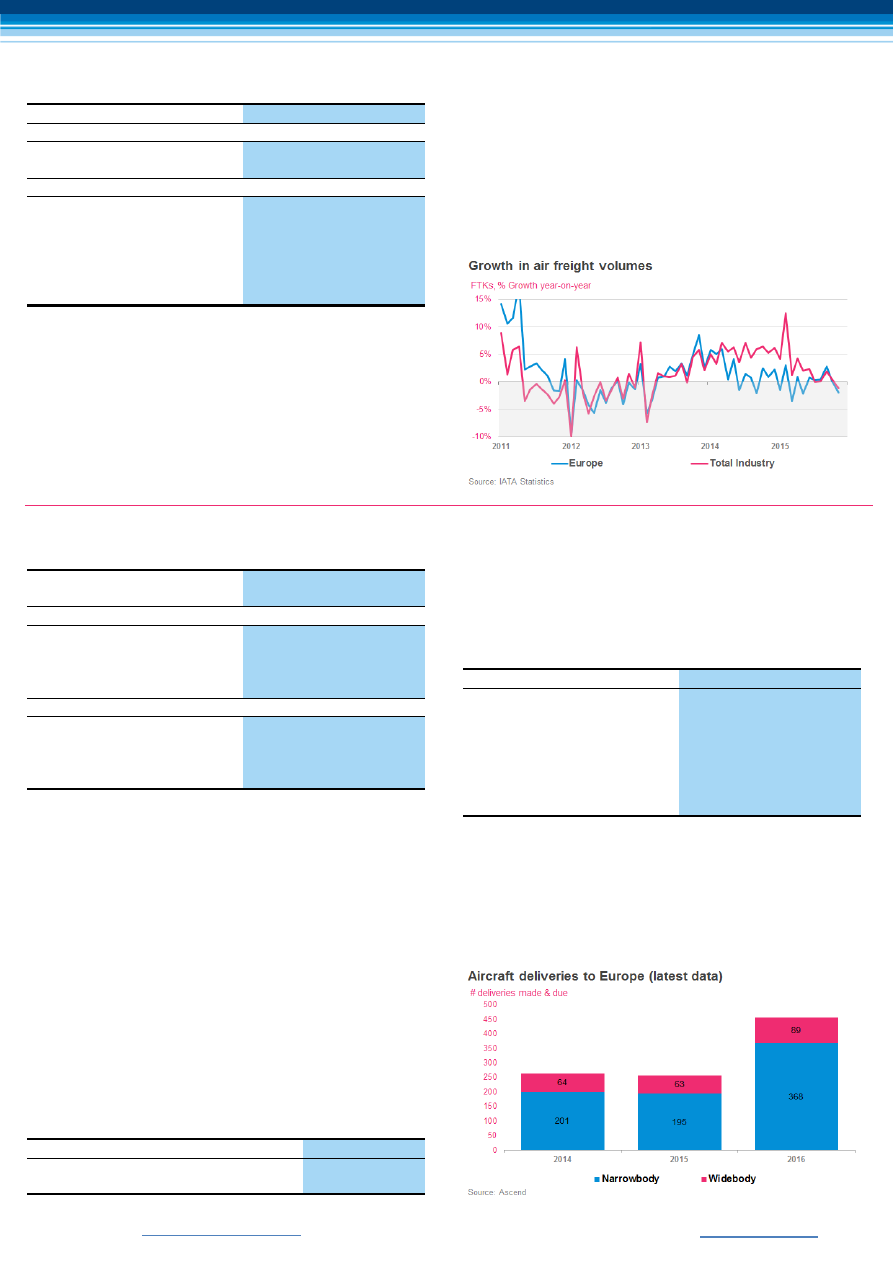 Growth in air freight volumes
FTKs, % Growth year-on-year
15%
10%
5%
0%
-5%
-10%
2011 2012 2013 2014 2015
Europe Total Industry
Source: IATA Statistics
Aircraft deliveries to Europe (latest data)
# deliveries made & due
500
450
400
350
300
250
200
150
100
50
0
64 63 89
201 195 368
2014 2015 2016
Narrowbody Widebody
Source: Ascend